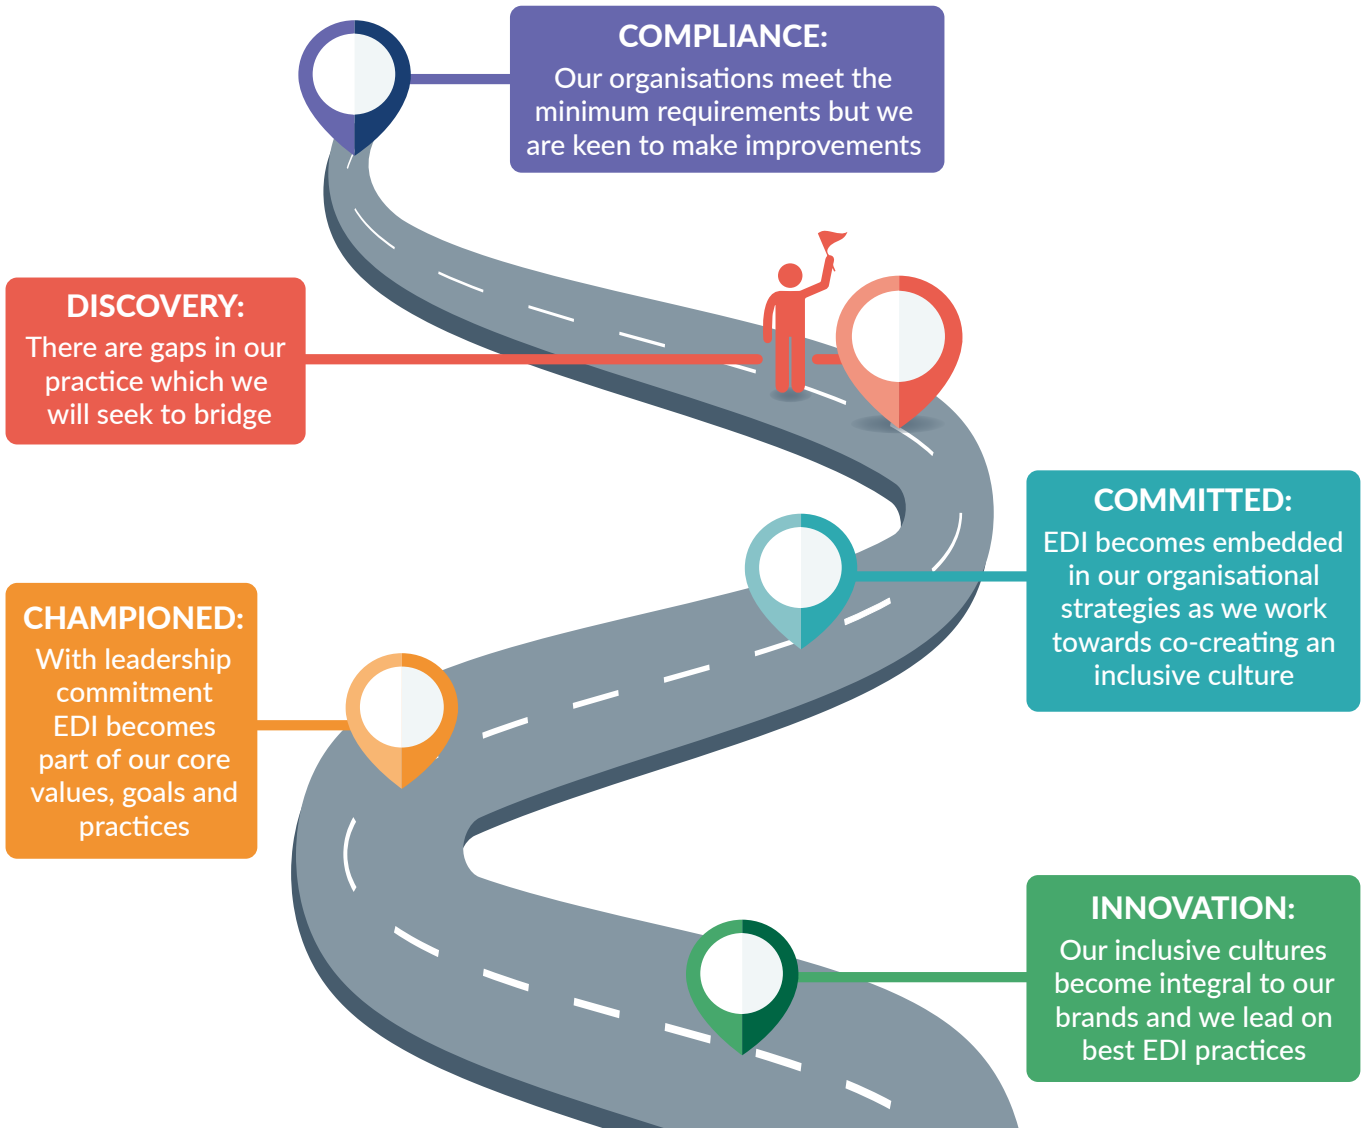 COMPLIANCE:
Our organisations meet the
minimum requirements but we
are keen to make improvements
DISCOVERY:
There are gaps in our
practice which we
will seek to bridge
COMMITTED:
EDI becomes embedded
in our organisational
strategies as we work
towards co-creating an
inclusive culture
CHAMPIONED:
With leadership
commitment
EDI becomes
part of our core
values, goals and
practices
INNOVATION:
Our inclusive cultures
become integral to our
brands and we lead on
best EDI practices